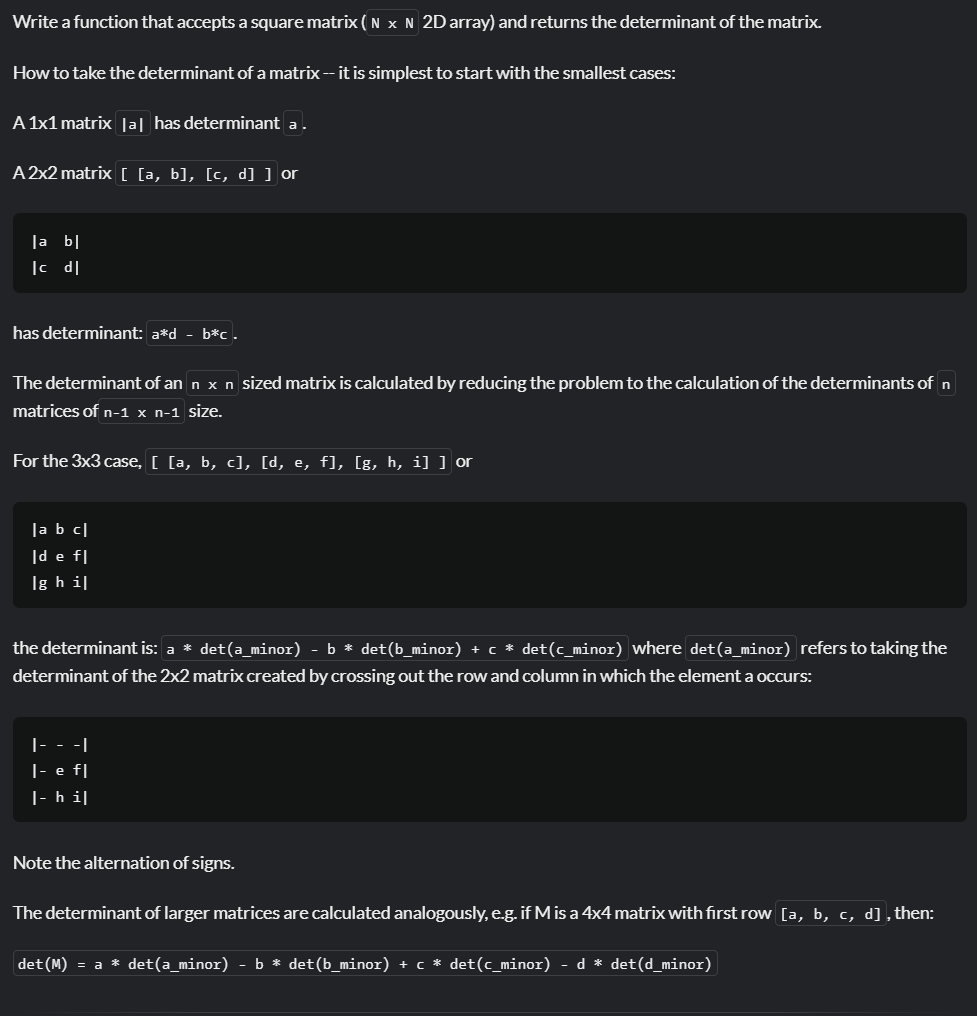 Write a function that accepts a square matrix ( N x N 2D array) and returns the determinant of the matrix.
How to take the determinant of a matrix -- it is simplest to start with the smallest cases:
A 1x1 matrix |a| has determinant a .
A 2x2 matrix [ [a, b], [c, d] ] or
|a  b|
|c  d|
has determinant: a*d - b*c .
The determinant of an n x n sized matrix is calculated by reducing the problem to the calculation of the determinants of n
matrices of n-1 x n-1 size.
For the 3x3 case, [ [a, b, c], [d, e, f], [g, h, i] ] or
|a b c|
|d e f|
|g h i|
the determinant is: a * det(a_minor) - b * det(b_minor) + c * det(c_minor) where det(a_minor) refers to taking the
determinant of the 2x2 matrix created by crossing out the row and column in which the element a occurs:
|- - -|
|- e f|
|- h i|
Note the alternation of signs.
The determinant of larger matrices are calculated analogously, e.g. if M is a 4x4 matrix with first row [a, b, c, d] , then:
det(M) = a * det(a_minor) - b * det(b_minor) + c * det(c_minor) - d * det(d_minor)